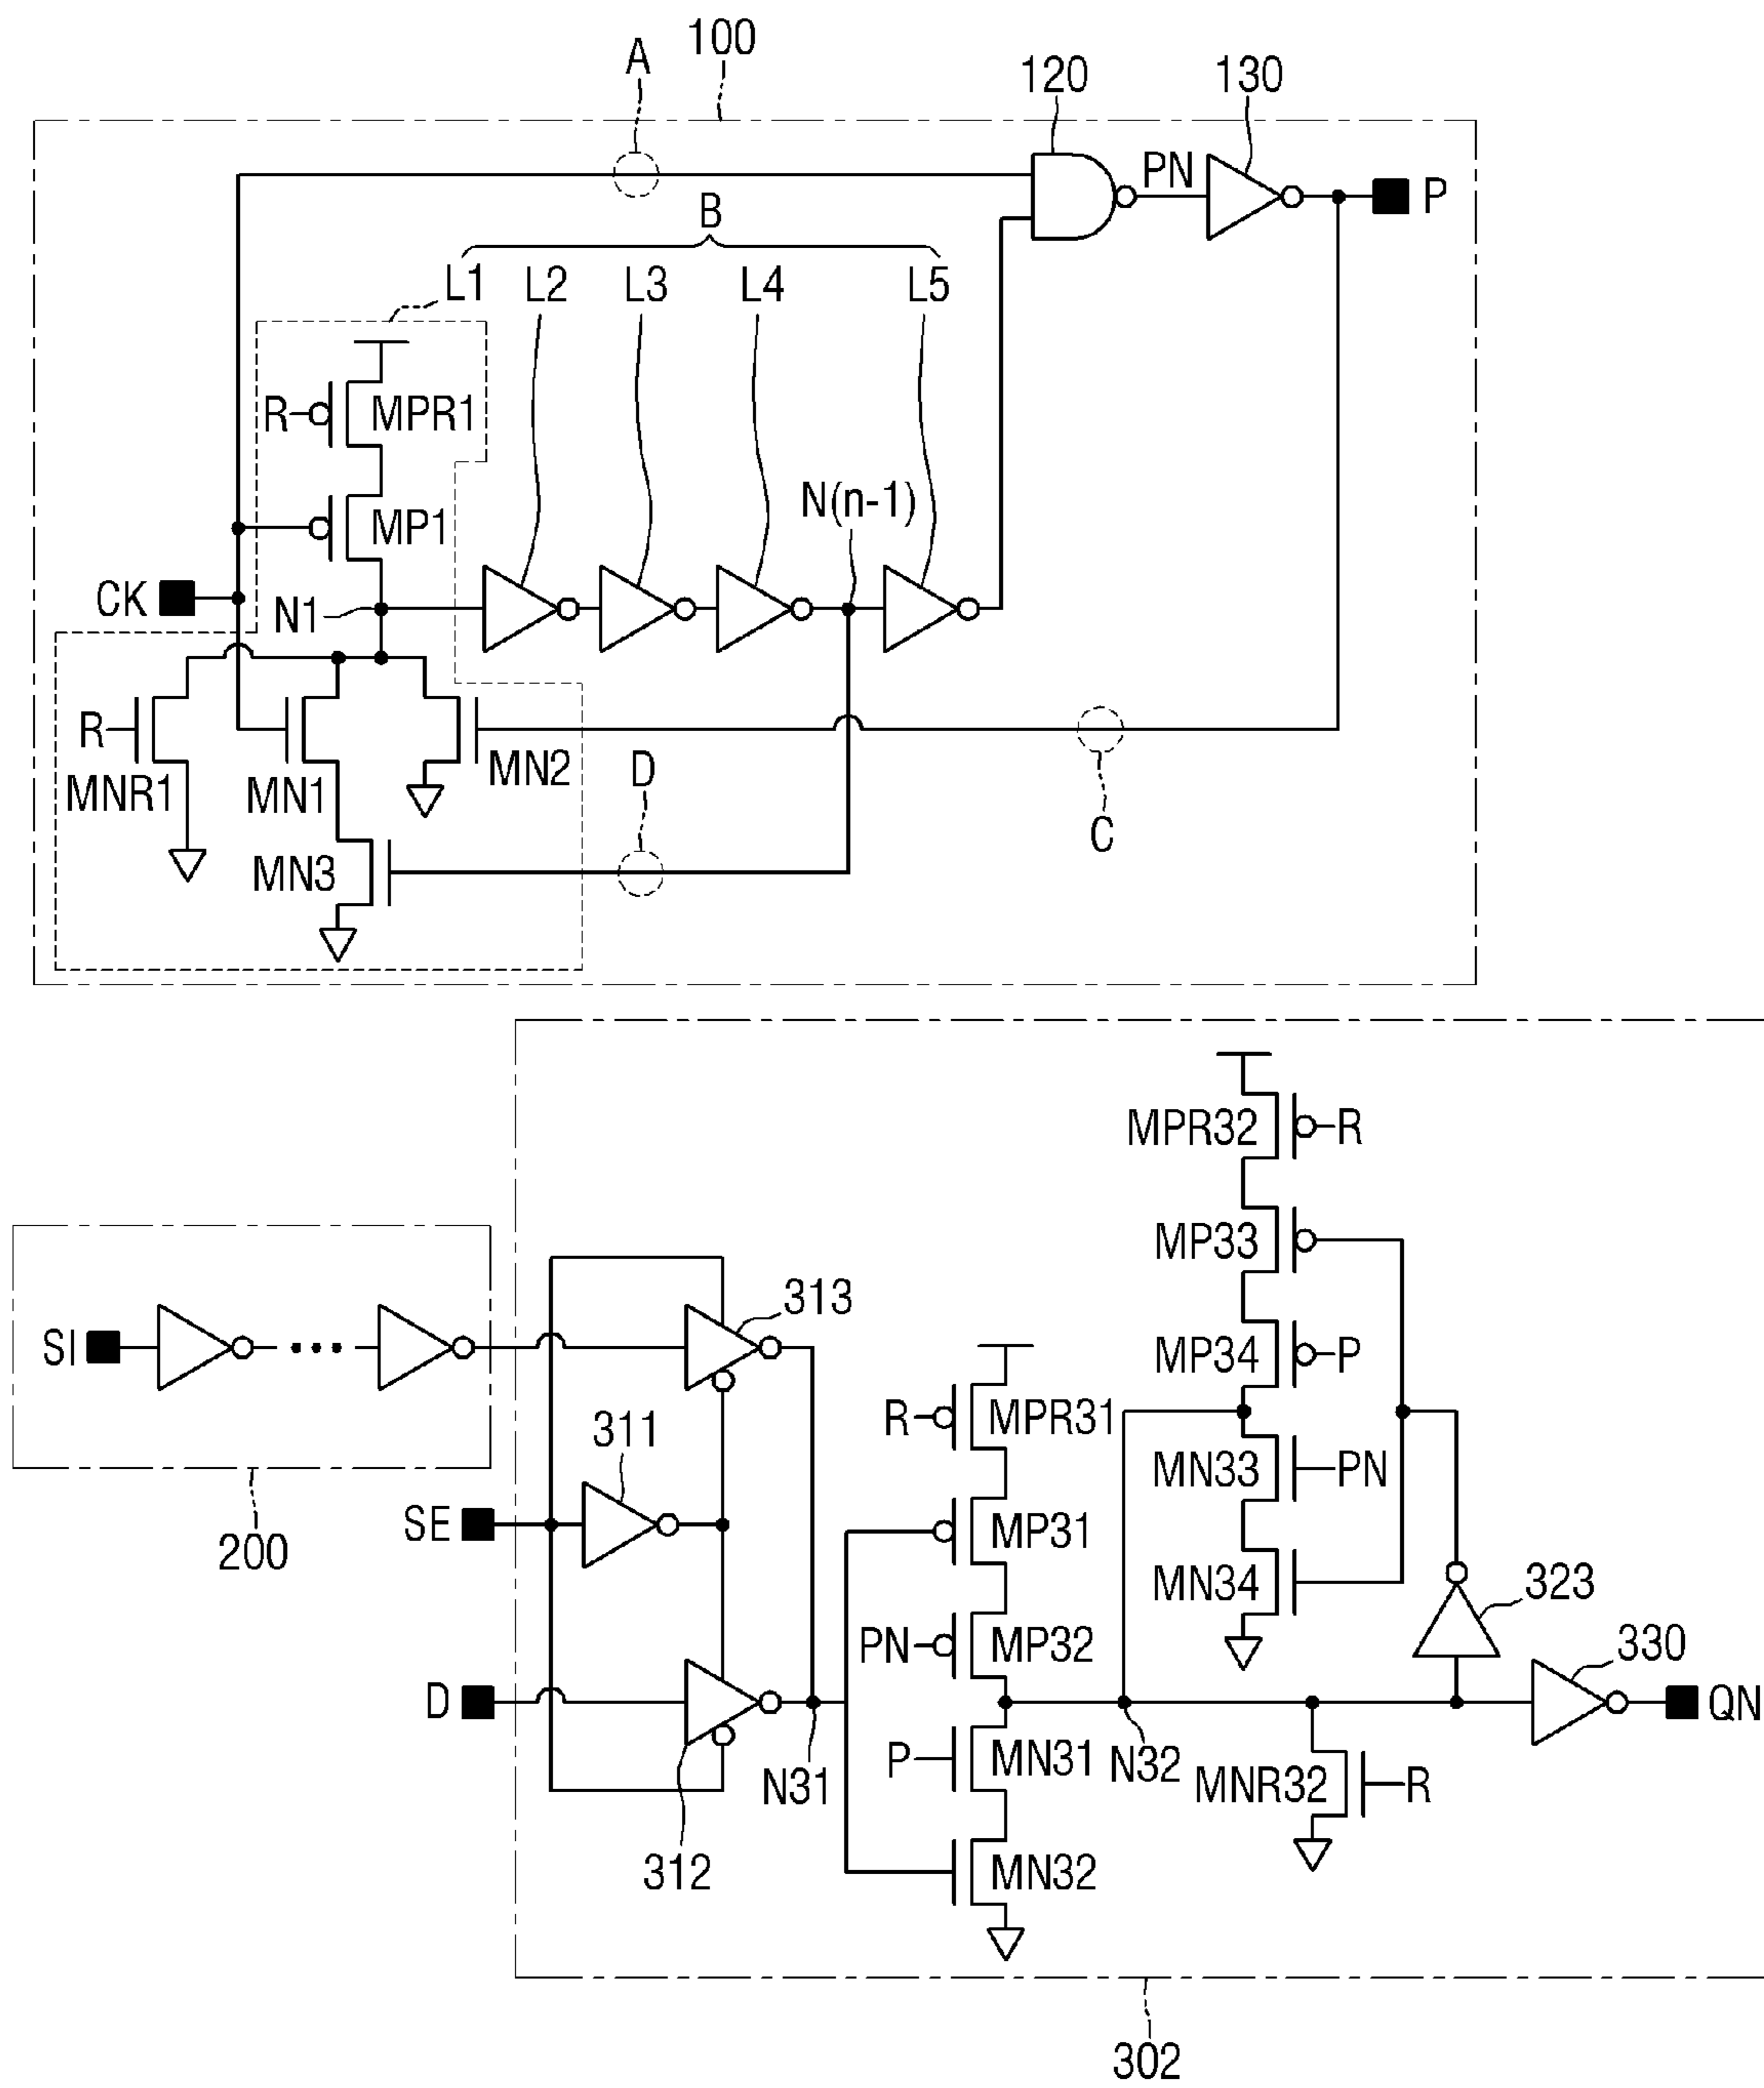 100
A
120
130
PN
P
B
L1
L2
L3
L4
L5
R
MPR1
MP1
N(n-1)
CK
N1
R
MNR1
MN1
MN2
D
C
MN3
MPR32
R
MP33
313
SI
MP34
P
R
MPR31
311
MN33
PN
SE
MP31
200
MN34
323
PN
MP32
330
D
QN
P
MN31
N32
N31
MNR32
R
312
MN32
302